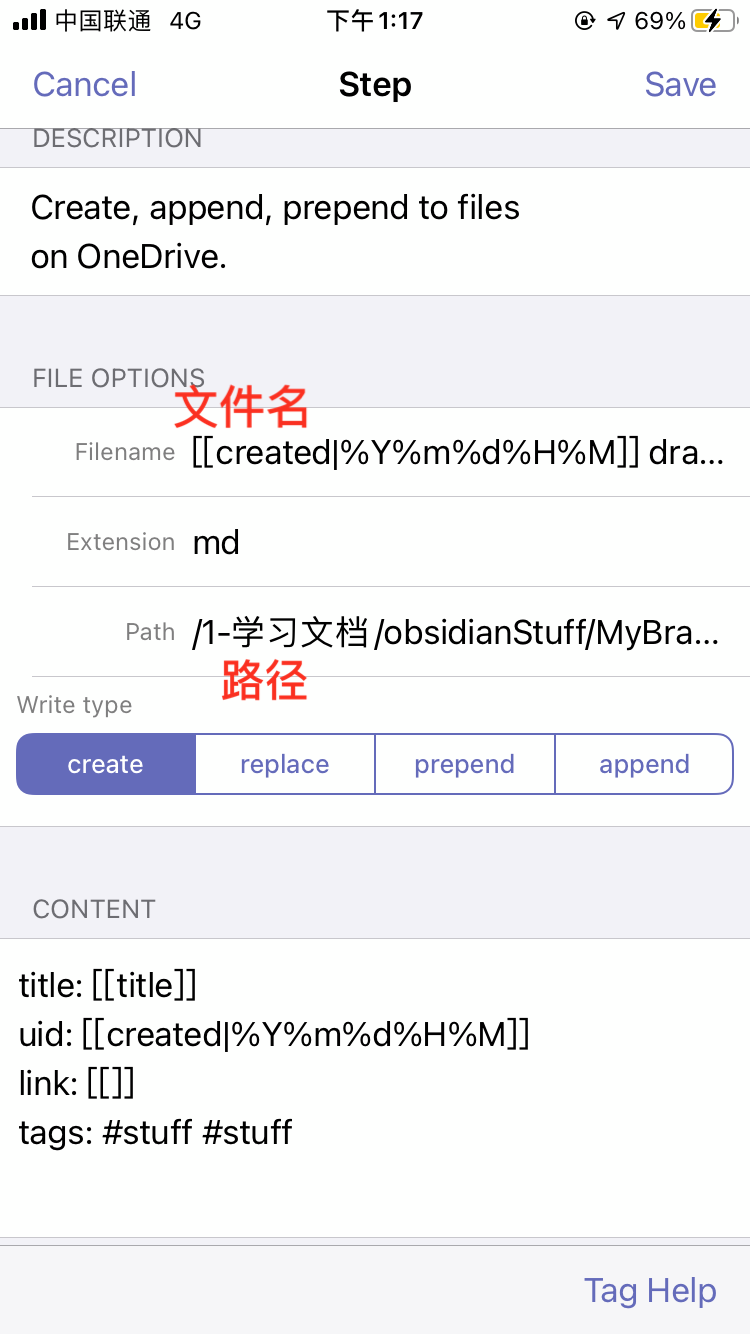 中国联通 4G 下午1:17 69%
Cancel Step Save
DESCRIPTION
Create, append, prepend to files
on OneDrive.
FILE OPTIONS
文件名
Filename [[created|%Y%m%d%H%M]] dra...
Extension md
Path /1-学习文档/obsidianStuff/MyBra...
路径
Write type
create replace prepend append
CONTENT
title: [[title]]
uid: [[created|%Y%m%d%H%M]]
link: [[]]
tags: #stuff #stuff
Tag Help